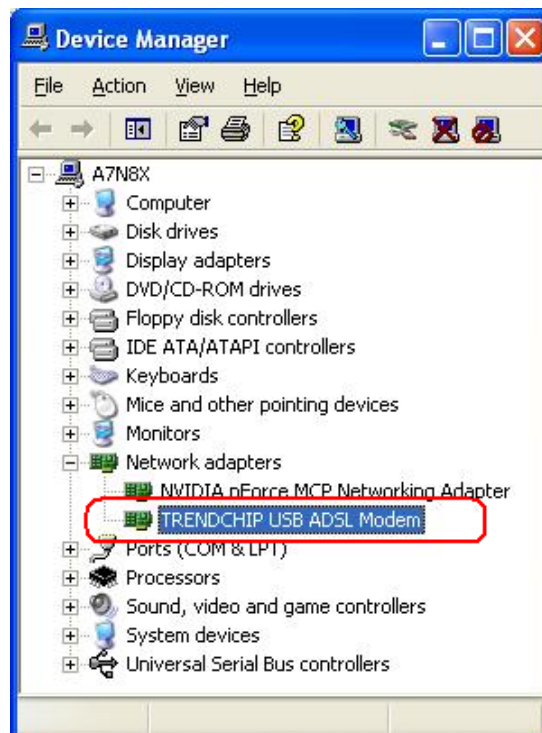 Device Manager
File Action View Help
A7N8X
Computer
Disk drives
Display adapters
DVD/CD-ROM drives
Floppy disk controllers
IDE ATA/ATAPI controllers
Keyboards
Mice and other pointing devices
Monitors
Network adapters
NVIDIA nForce MCP Networking Adapter
TRENDCHIP USB ADSL Modem
Ports (COM & LPT)
Processors
Sound, video and game controllers
System devices
Universal Serial Bus controllers